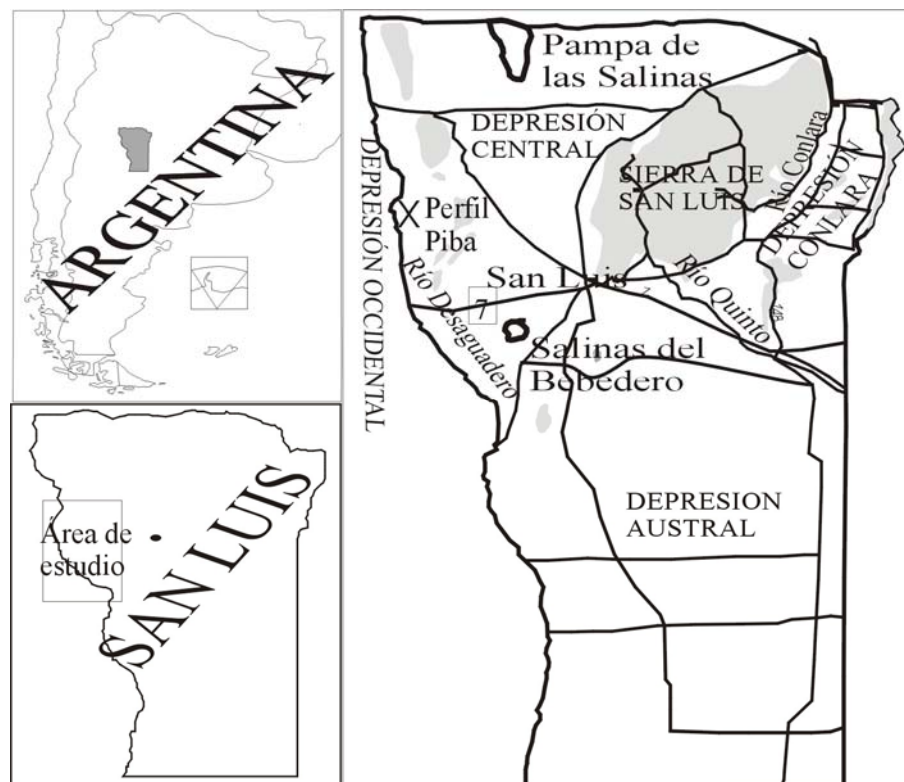 ARGENTINA
Área de
estudio
SAN LUIS
Pampa de
las Salinas
DEPRESIÓN
CENTRAL
SIERRA DE
SAN LUIS
Río Conlara
DEPRESIÓN
CONLARA
DEPRESIÓN OCCIDENTAL
Perfil
Piba
Río Desaguadero
San Luis
7
Río Quinto
Salinas del
Bebedero
DEPRESION
AUSTRAL